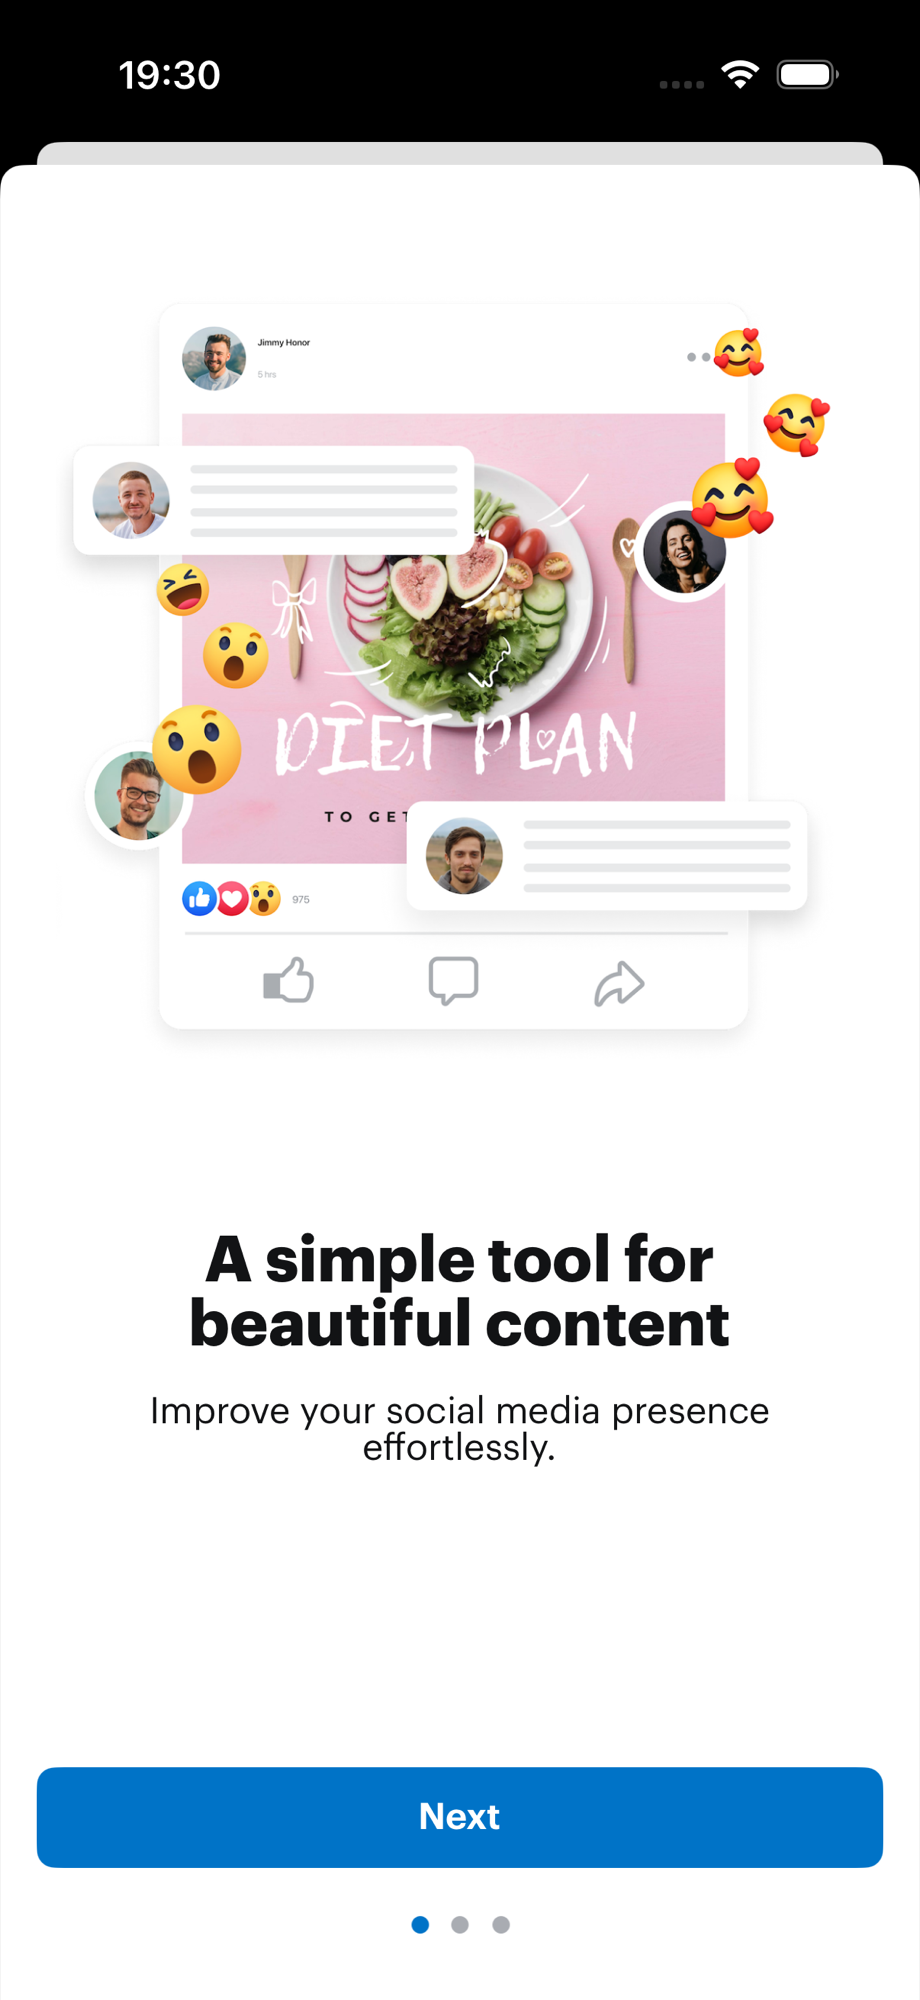 19:30
Jimmy Honor
5 hrs
DIET PLAN
TO GET
975
A simple tool for
beautiful content
Improve your social media presence
effortlessly.
Next